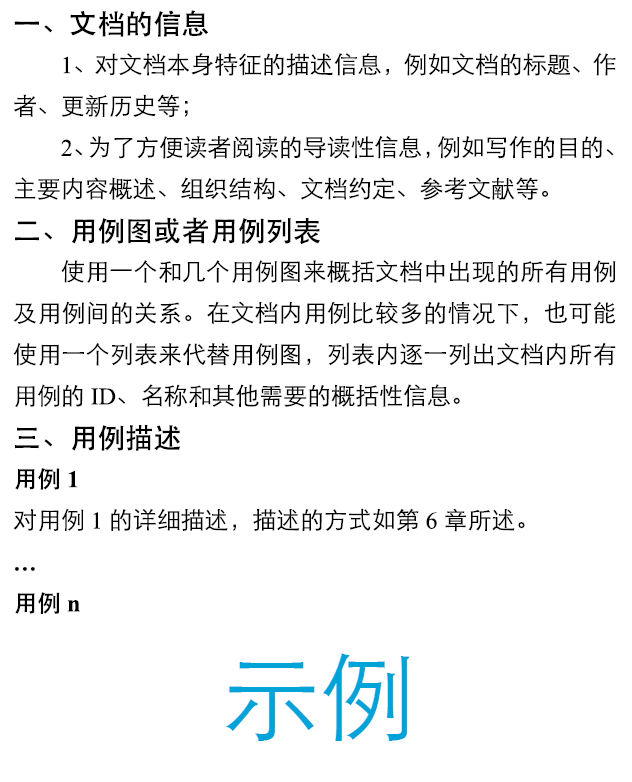 一、文档的信息
1、对文档本身特征的描述信息，例如文档的标题、作
者、更新历史等；
2、为了方便读者阅读的导读性信息，例如写作的目的、
主要内容概述、组织结构、文档约定、参考文献等。
二、用例图或者用例列表
使用一个和几个用例图来概括文档中出现的所有用例
及用例间的关系。在文档内用例比较多的情况下，也可能
使用一个列表来代替用例图，列表内逐一列出文档内所有
用例的 ID、名称和其他需要的概括性信息。
三、用例描述
用例 1
对用例 1 的详细描述，描述的方式如第 6 章所述。
…
用例 n
示例